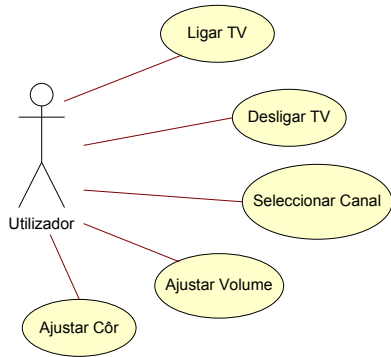 Ligar TV
Desligar TV
Seleccionar Canal
Utilizador
Ajustar Volume
Ajustar Côr